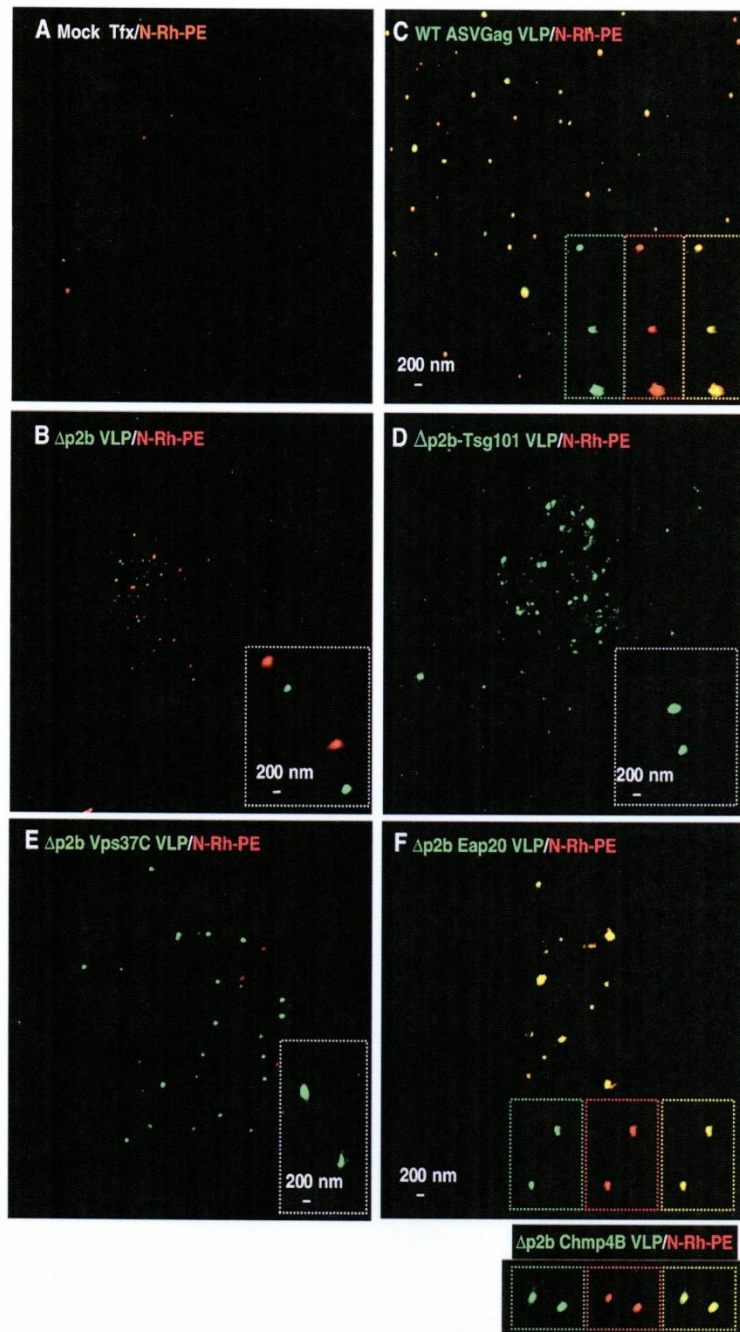 A Mock Tfx/N-Rh-PE
C WT ASVGag VLP/N-Rh-PE
200 nm
B Δp2b VLP/N-Rh-PE
200 nm
D Δp2b-Tsg101 VLP/N-Rh-PE
200 nm
E Δp2b Vps37C VLP/N-Rh-PE
200 nm
F Δp2b Eap20 VLP/N-Rh-PE
200 nm
Δp2b Chmp4B VLP/N-Rh-PE